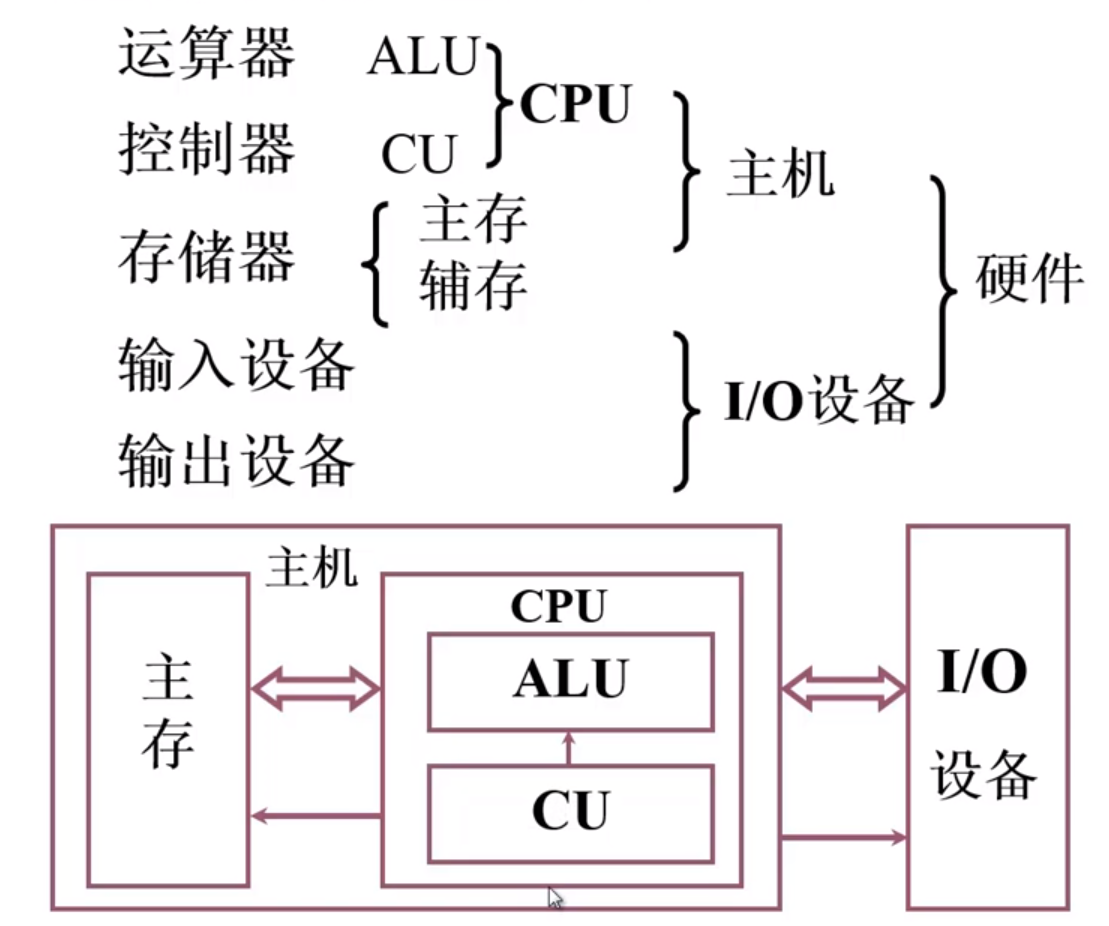 运算器 ALU
CPU
控制器 CU
主机
主存
存储器
辅存
硬件
输入设备
I/O设备
输出设备
主机
CPU
主
存
ALU
I/O
设备
CU